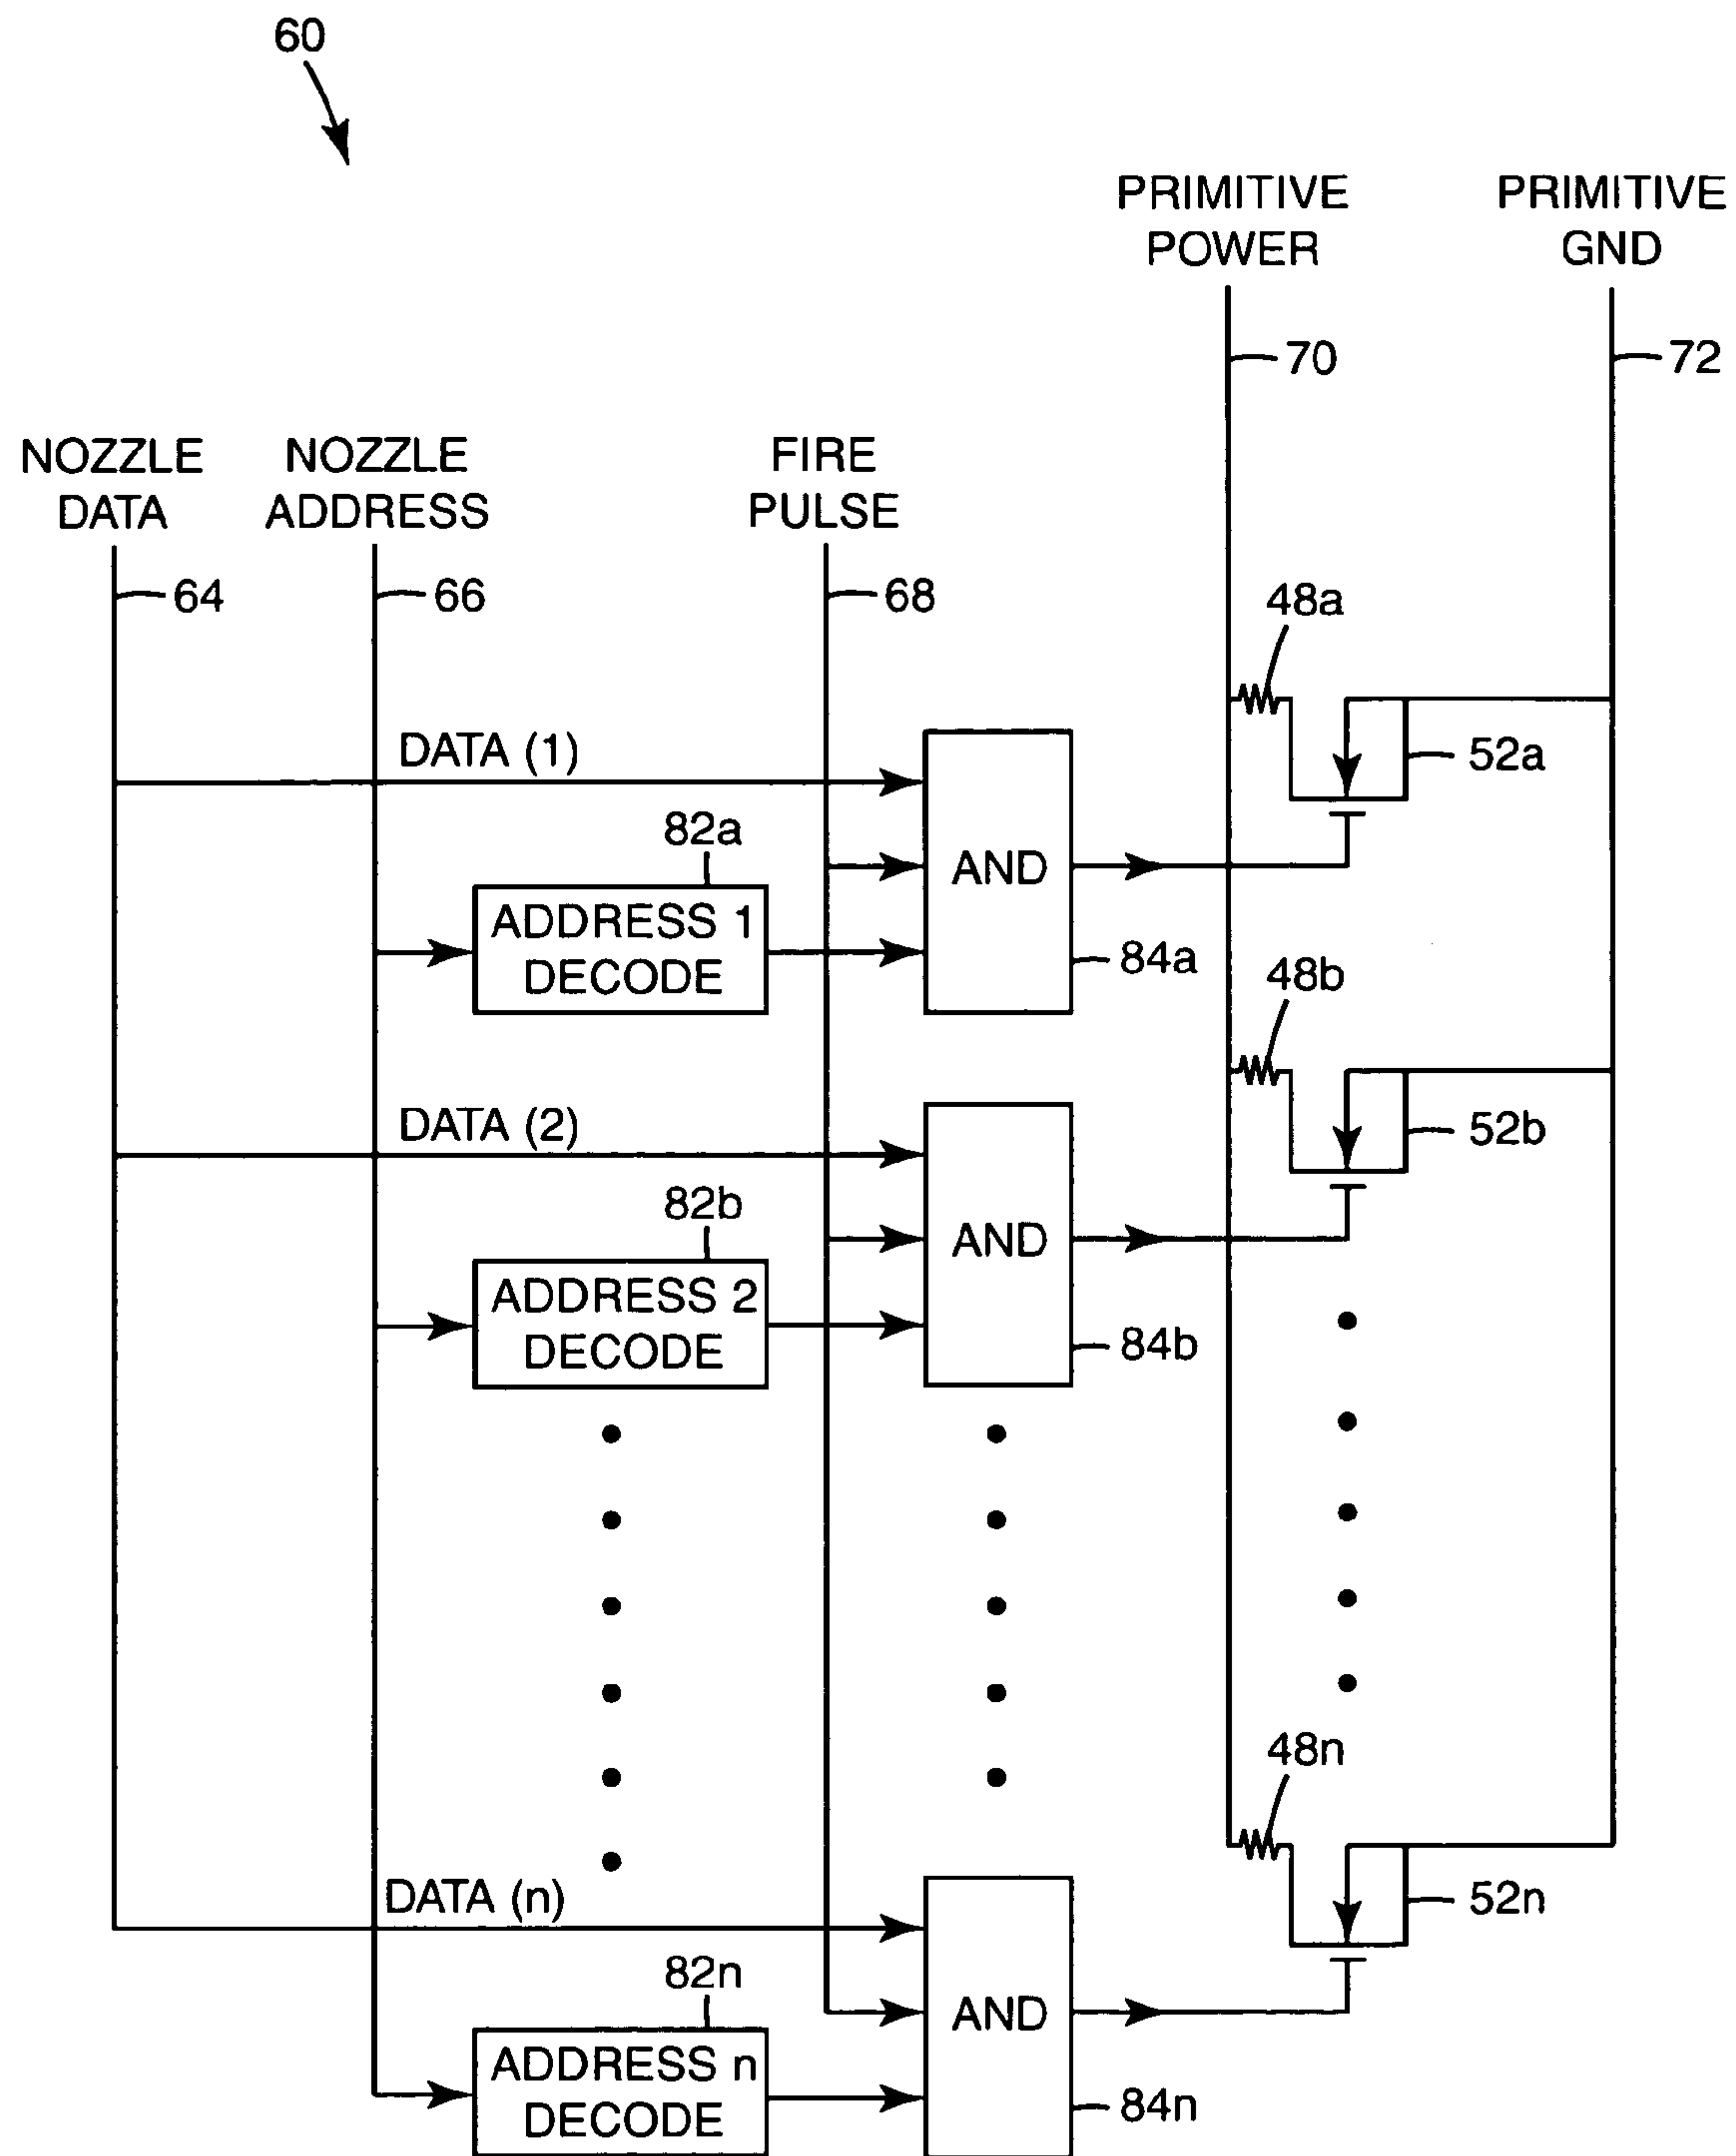 60
PRIMITIVE
POWER
PRIMITIVE
GND
70
72
NOZZLE
DATA
NOZZLE
ADDRESS
FIRE
PULSE
64
66
68
48a
52a
DATA (1)
82a
ADDRESS 1
DECODE
AND
84a
48b
52b
DATA (2)
82b
ADDRESS 2
DECODE
AND
84b
48n
52n
DATA (n)
82n
ADDRESS n
DECODE
AND
84n